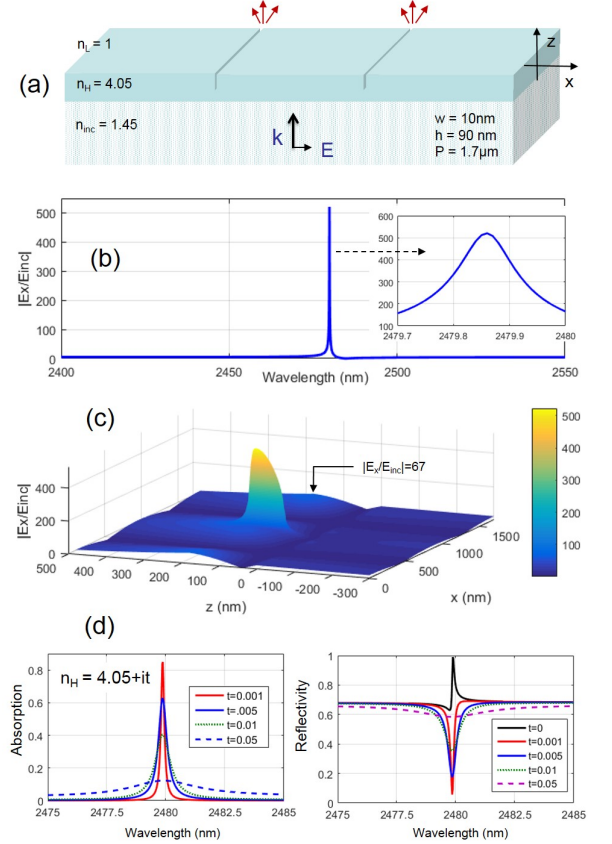 (a)
n_L = 1
n_H = 4.05
n_inc = 1.45
k
E
w = 10nm
h = 90 nm
P = 1.7µm
z
x
(b)
|Ex/Einc|
500
400
300
200
100
0
2400
2450
2500
2550
Wavelength (nm)
600
500
400
300
200
100
2479.7
2479.8
2479.9
2480
(c)
|E_x/E_inc|=67
|Ex/Einc|
400
200
0
500
400
300
200
100
0
-100
-200
-300
z (nm)
0
500
1000
1500
x (nm)
500
400
300
200
100
(d)
n_H = 4.05+it
Absorption
0.8
0.6
0.4
0.2
0
2475
2477.5
2480
2482.5
2485
Wavelength (nm)
t=0.001
t=.005
t=0.01
t=0.05
Reflectivity
1
0.8
0.6
0.4
0.2
0
2475
2477.5
2480
2482.5
2485
Wavelength (nm)
t=0
t=0.001
t=0.005
t=0.01
t=0.05